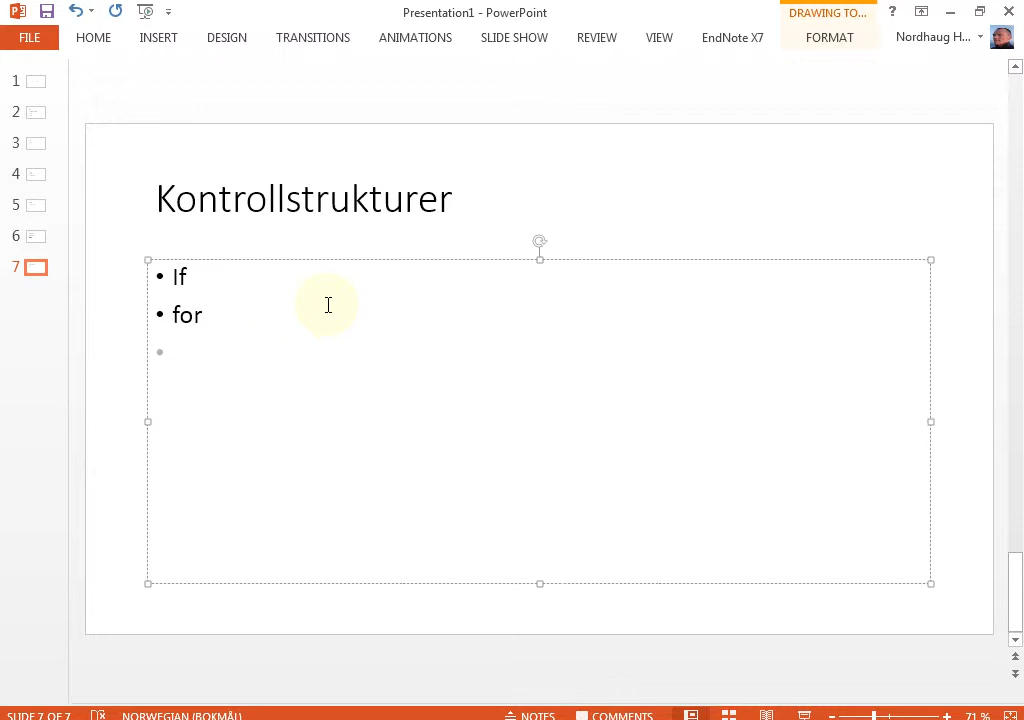 Presentation1 - PowerPoint
DRAWING TO...
?
FILE
HOME
INSERT
DESIGN
TRANSITIONS
ANIMATIONS
SLIDE SHOW
REVIEW
VIEW
EndNote X7
FORMAT
Nordhaug H...
1
2
3
4
5
6
7
Kontrollstrukturer
• If
• for
•
SLIDE 7 OF 7
NORWEGIAN (BOKMÅL)
NOTES
COMMENTS
71 %